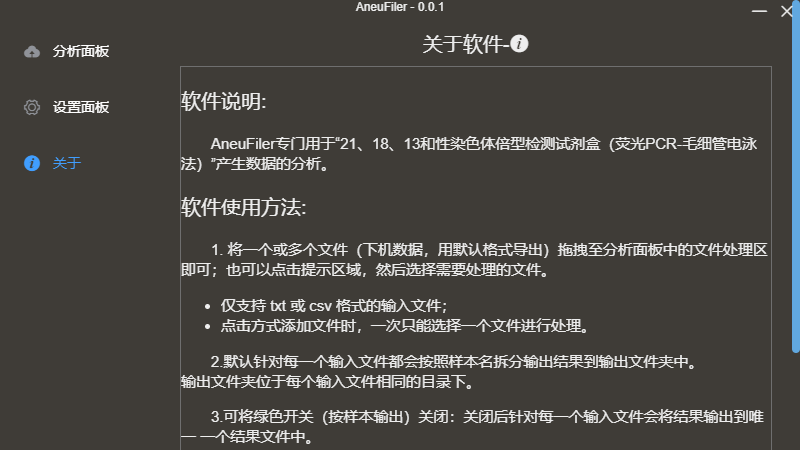 AneuFiler - 0.0.1
分析面板
设置面板
关于
关于软件-
软件说明:
AneuFiler专门用于“21、18、13和性染色体倍型检测试剂盒（荧光PCR-毛细管电泳
法）”产生数据的分析。
软件使用方法:
1. 将一个或多个文件（下机数据，用默认格式导出）拖拽至分析面板中的文件处理区
即可；也可以点击提示区域，然后选择需要处理的文件。
• 仅支持 txt 或 csv 格式的输入文件；
• 点击方式添加文件时，一次只能选择一个文件进行处理。
2.默认针对每一个输入文件都会按照样本名拆分输出结果到输出文件夹中。
输出文件夹位于每个输入文件相同的目录下。
3.可将绿色开关（按样本输出）关闭：关闭后针对每一个输入文件会将结果输出到唯
一 一个结果文件中。